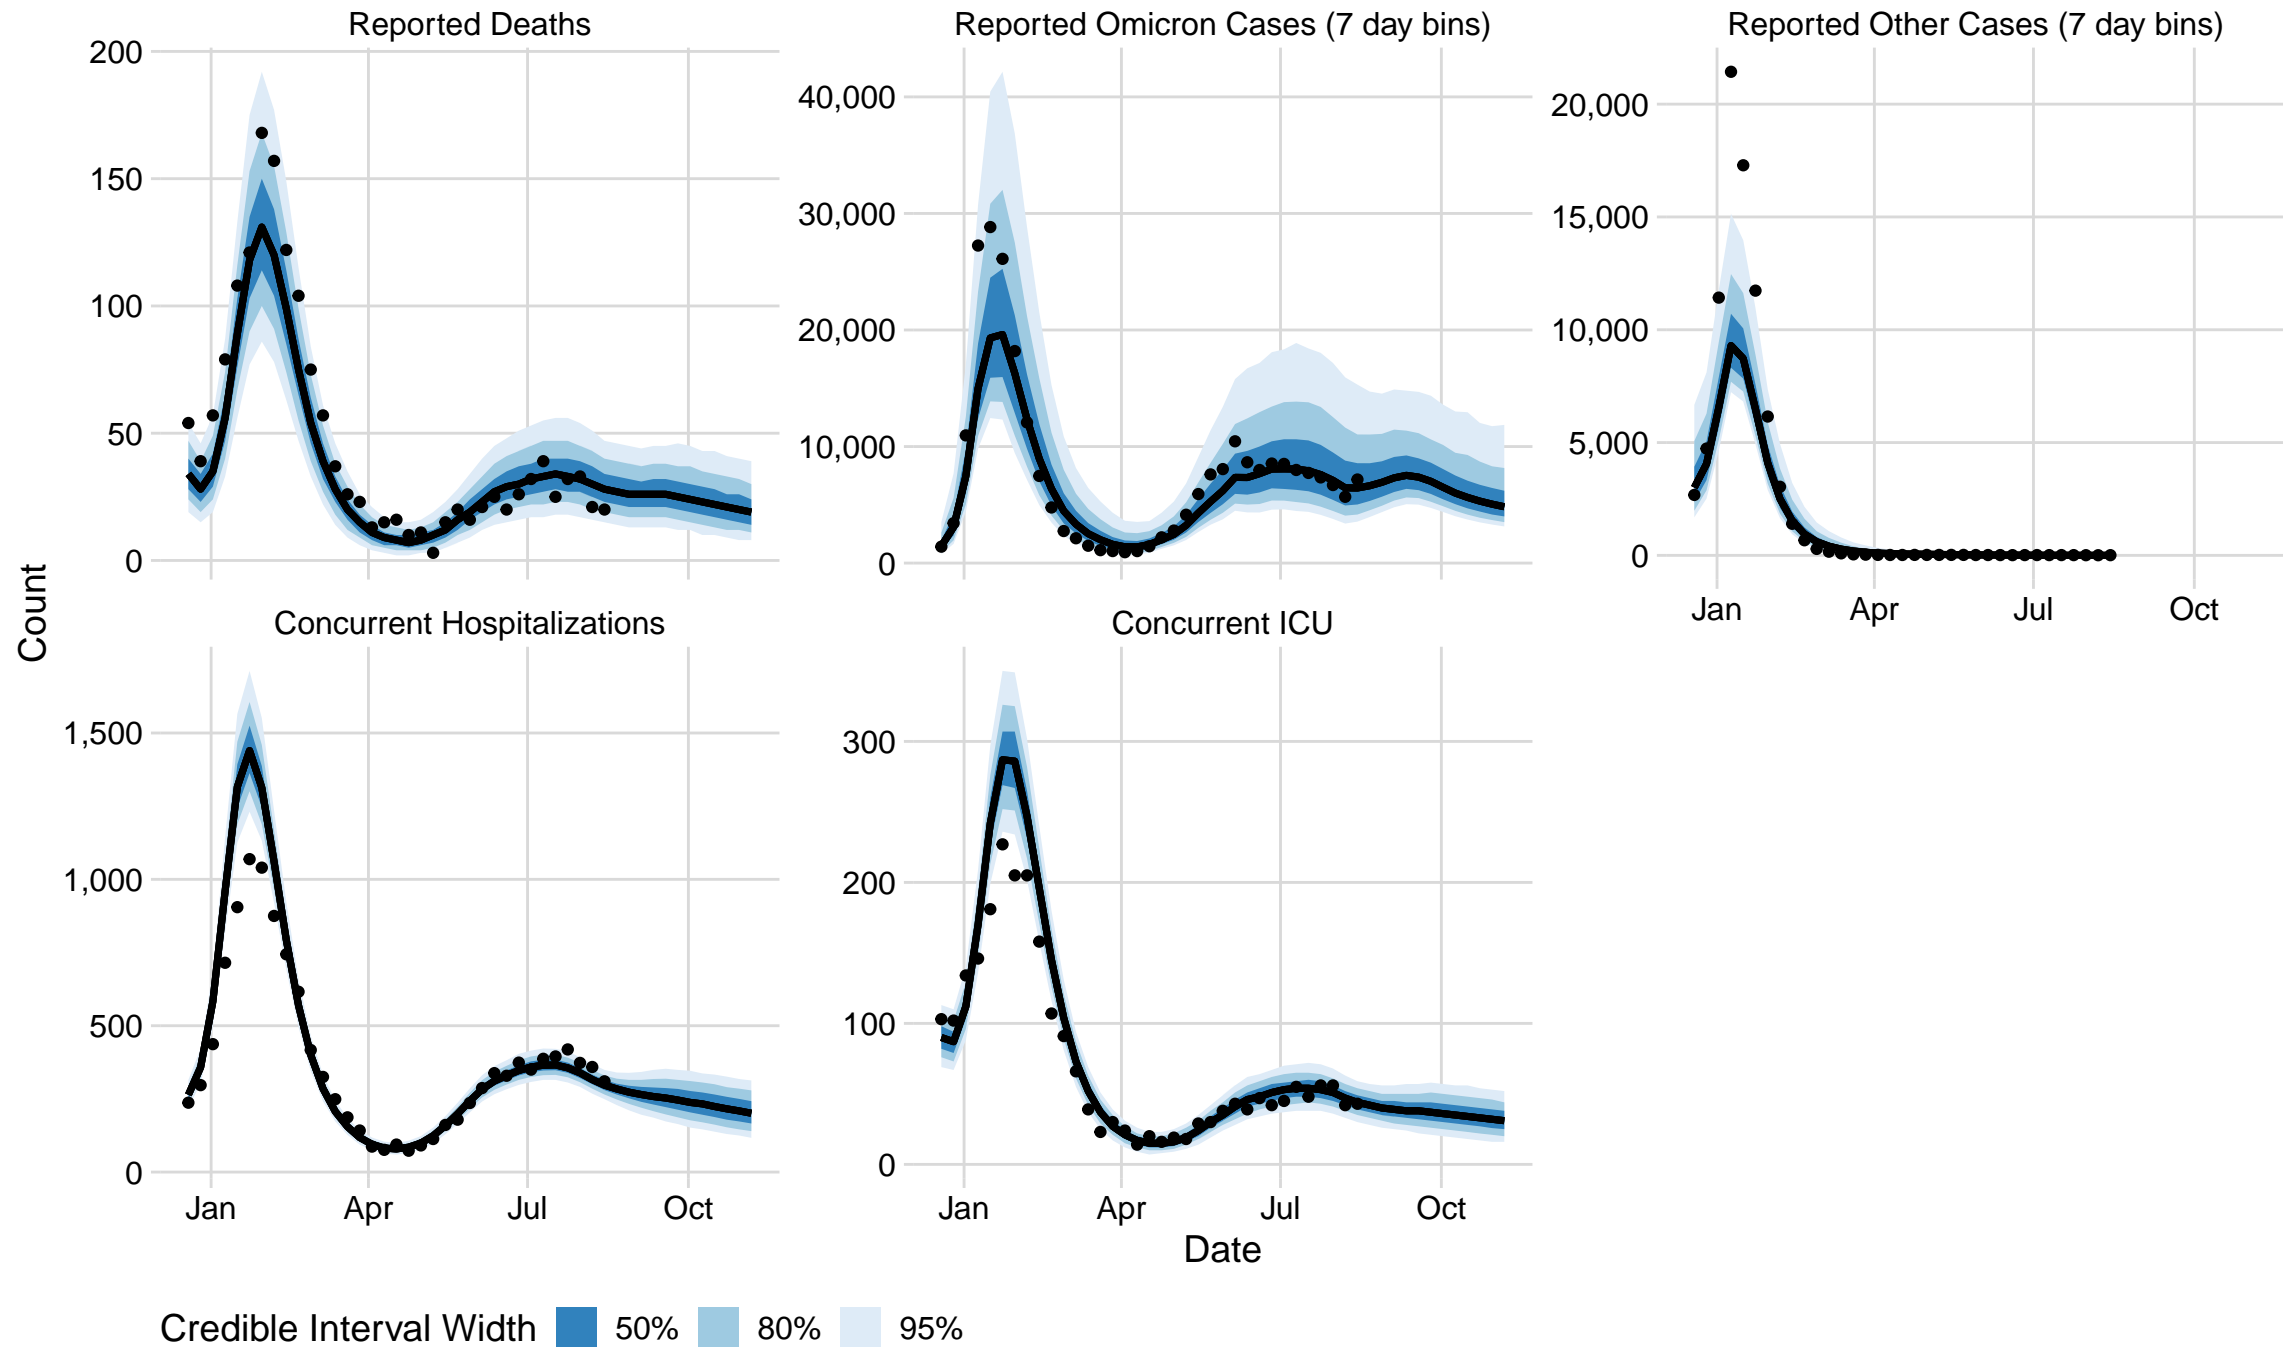 Reported Deaths
Reported Omicron Cases (7 day bins)
Reported Other Cases (7 day bins)
200
150
100
50
0
40,000
30,000
20,000
10,000
0
20,000
15,000
10,000
5,000
0
Jan Apr Jul Oct
Count
Concurrent Hospitalizations
Concurrent ICU
1,500
1,000
500
0
300
200
100
0
Jan Apr Jul Oct
Jan Apr Jul Oct
Date
Credible Interval Width 50% 80% 95%